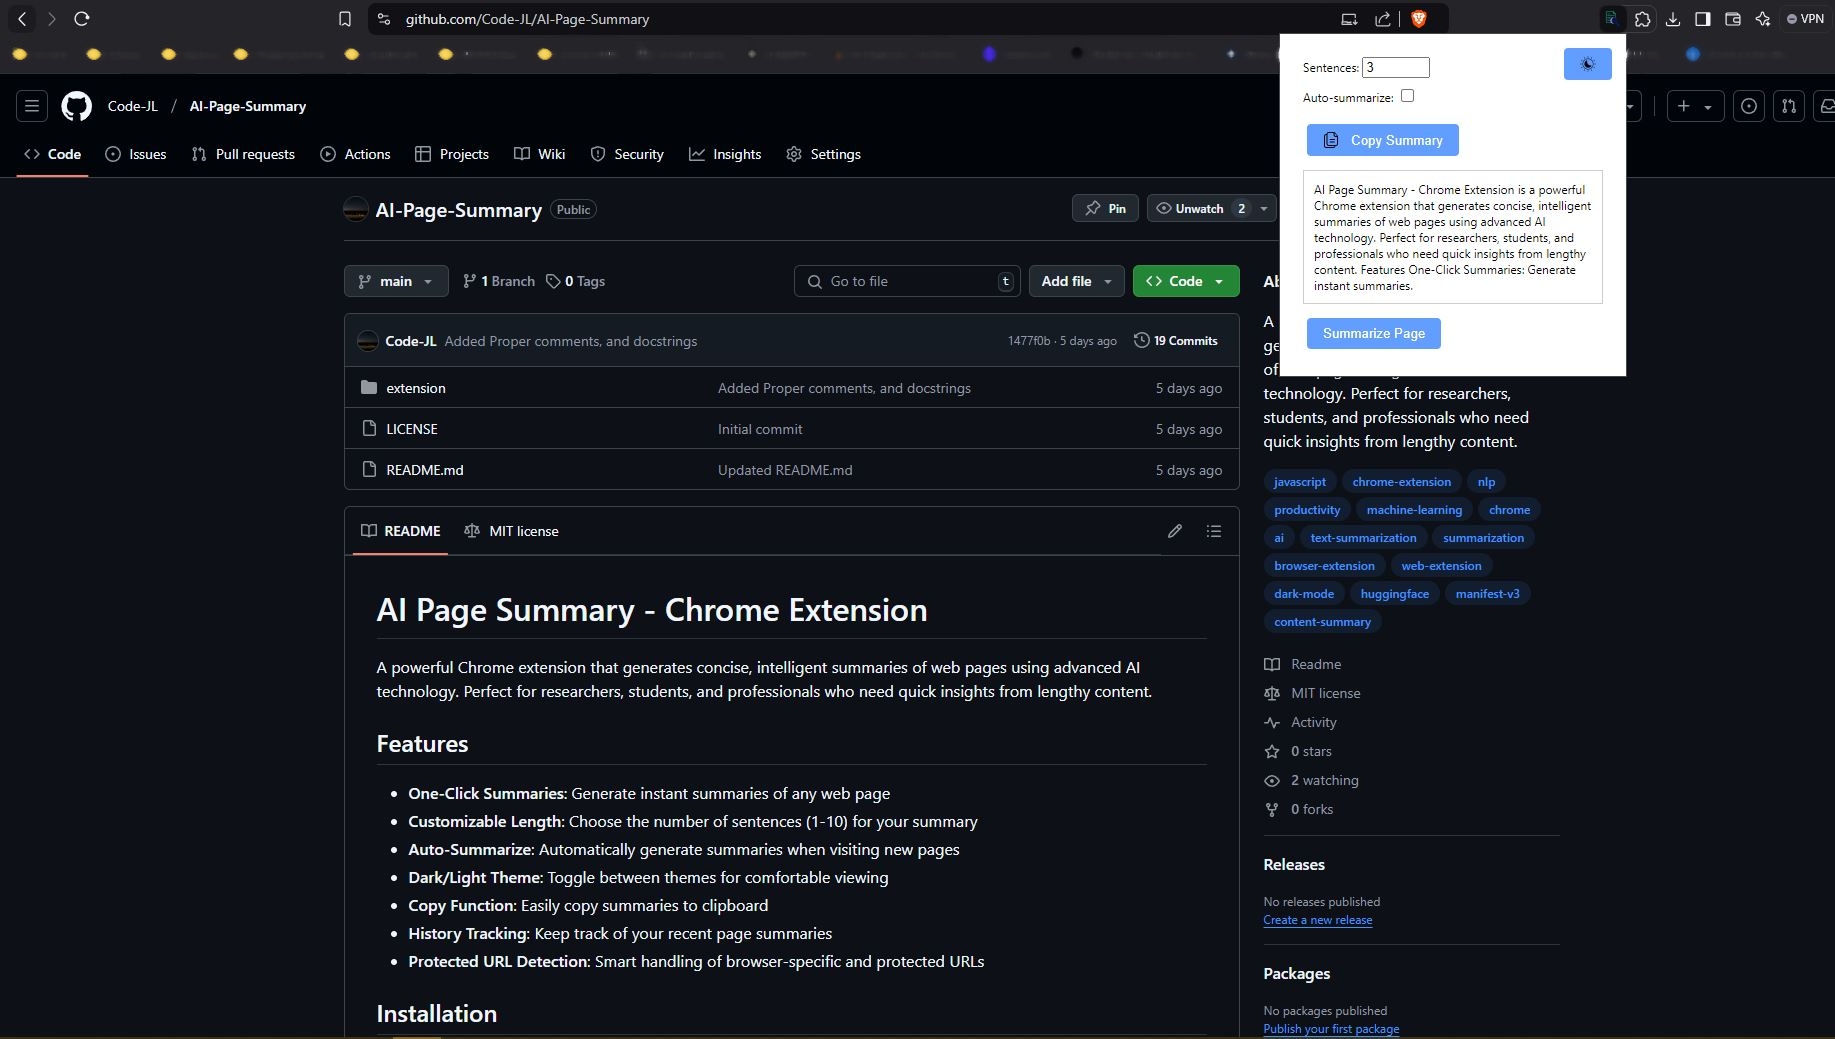 github.com/Code-JL/AI-Page-Summary
VPN
Code-JL / AI-Page-Summary
Code Issues Pull requests Actions Projects Wiki Security Insights Settings
AI-Page-Summary Public
Pin Unwatch 2
main 1 Branch 0 Tags Go to file t Add file Code
Code-JL Added Proper comments, and docstrings 1477f0b · 5 days ago 19 Commits
extension Added Proper comments, and docstrings 5 days ago
LICENSE Initial commit 5 days ago
README.md Updated README.md 5 days ago
README MIT license
AI Page Summary - Chrome Extension
A powerful Chrome extension that generates concise, intelligent summaries of web pages using advanced AI
technology. Perfect for researchers, students, and professionals who need quick insights from lengthy content.
Features
One-Click Summaries: Generate instant summaries of any web page
Customizable Length: Choose the number of sentences (1-10) for your summary
Auto-Summarize: Automatically generate summaries when visiting new pages
Dark/Light Theme: Toggle between themes for comfortable viewing
Copy Function: Easily copy summaries to clipboard
History Tracking: Keep track of your recent page summaries
Protected URL Detection: Smart handling of browser-specific and protected URLs
Installation
Sentences: 3
Auto-summarize:
Copy Summary
AI Page Summary - Chrome Extension is a powerful
Chrome extension that generates concise, intelligent
summaries of web pages using advanced AI
technology. Perfect for researchers, students, and
professionals who need quick insights from lengthy
content. Features One-Click Summaries: Generate
instant summaries.
Summarize Page
Ab
A
ge
of
technology. Perfect for researchers,
students, and professionals who need
quick insights from lengthy content.
javascript chrome-extension nlp
productivity machine-learning chrome
ai text-summarization summarization
browser-extension web-extension
dark-mode huggingface manifest-v3
content-summary
Readme
MIT license
Activity
0 stars
2 watching
0 forks
Releases
No releases published
Create a new release
Packages
No packages published
Publish your first package